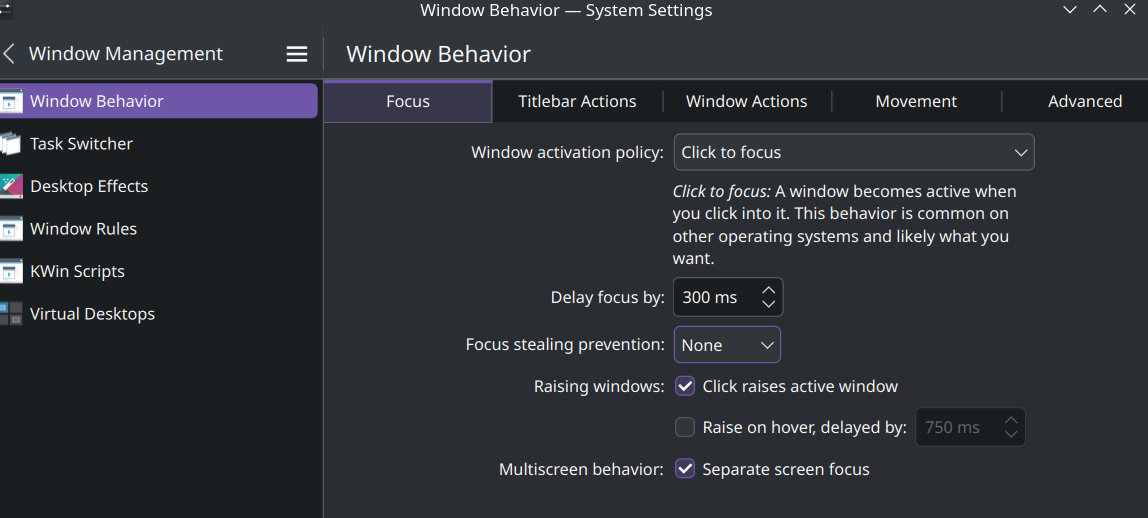 Window Behavior — System Settings
Window Management
Window Behavior
Window Behavior
Task Switcher
Desktop Effects
Window Rules
KWin Scripts
Virtual Desktops
Focus
Titlebar Actions
Window Actions
Movement
Advanced
Window activation policy: Click to focus
Click to focus: A window becomes active when
you click into it. This behavior is common on
other operating systems and likely what you
want.
Delay focus by: 300 ms
Focus stealing prevention: None
Raising windows: Click raises active window
Raise on hover, delayed by: 750 ms
Multiscreen behavior: Separate screen focus